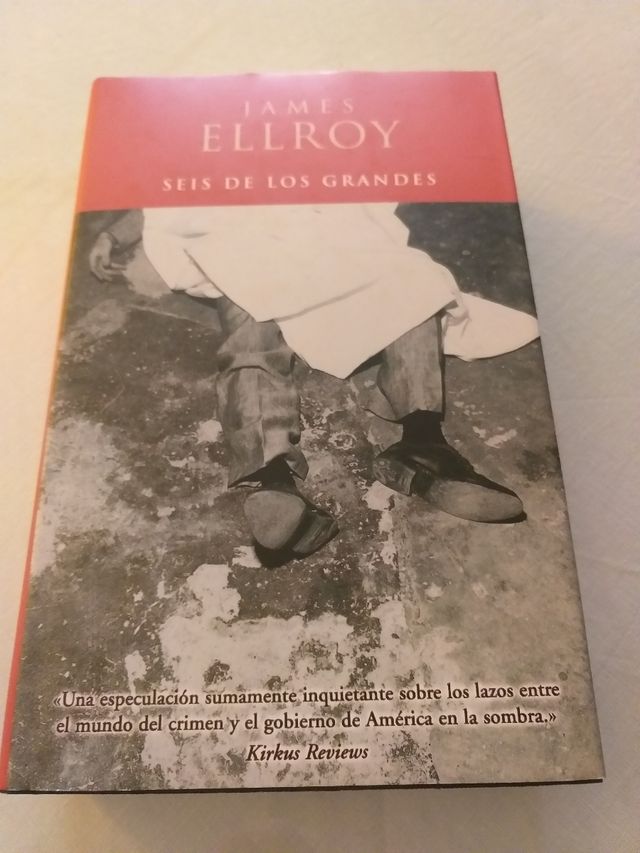 JAMES
ELLROY
SEIS DE LOS GRANDES
«Una especulación sumamente inquietante sobre los lazos entre
el mundo del crimen y el gobierno de América en la sombra.»
Kirkus Reviews